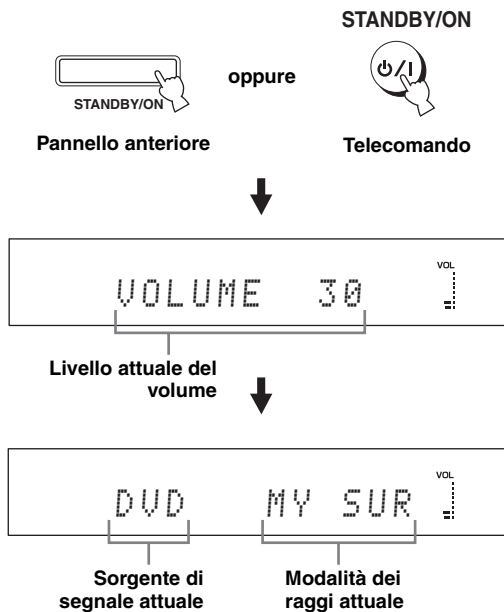 STANDBY/ON
oppure
STANDBY/ON
Pannello anteriore
Telecomando
VOL
VOLUME 30
Livello attuale del
volume
VOL
DVD MY SUR
Sorgente di
segnale attuale
Modalità dei
raggi attuale